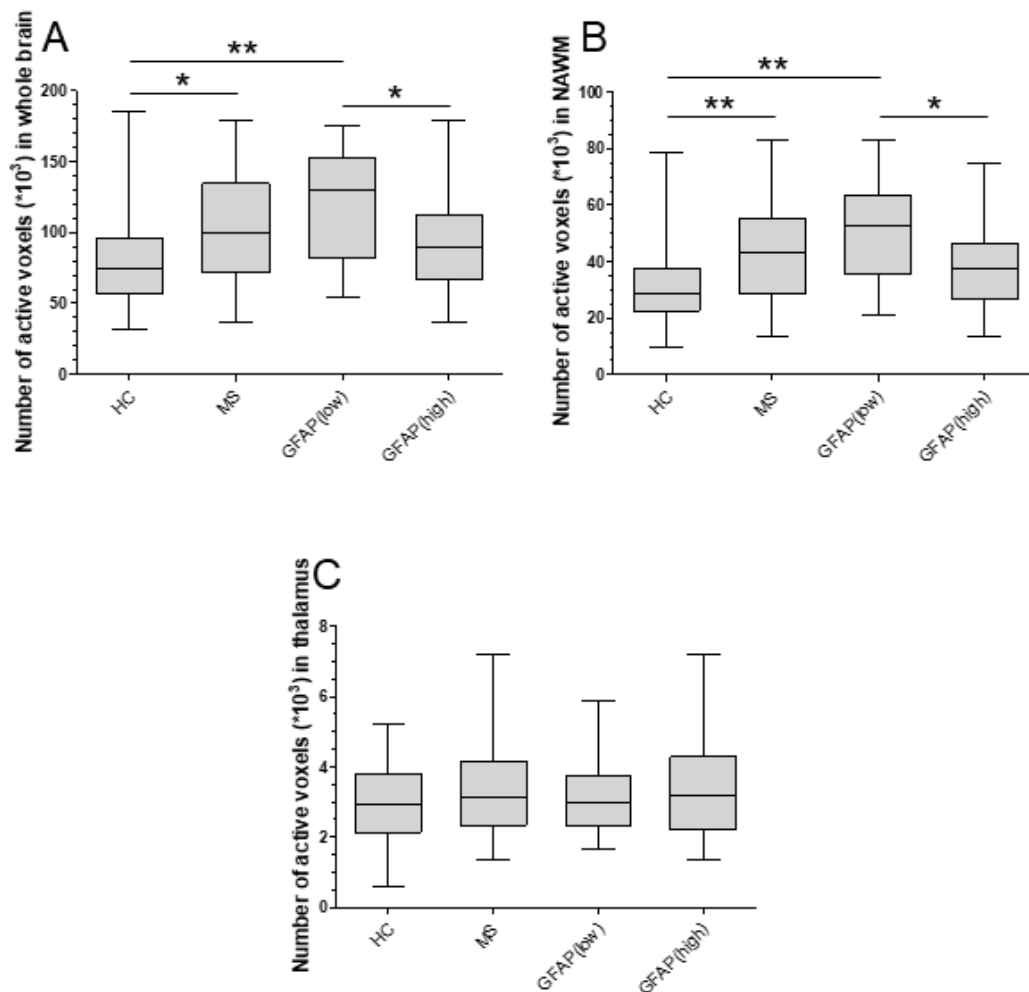 A
Number of active voxels (*10³) in whole brain
**
*
*
200
150
100
50
0
HC
MS
GFAP(low)
GFAP(high)
B
Number of active voxels (*10³) in NAWM
**
**
*
100
80
60
40
20
0
HC
MS
GFAP(low)
GFAP(high)
C
Number of active voxels (*10³) in thalamus
8
6
4
2
0
HC
MS
GFAP(low)
GFAP(high)